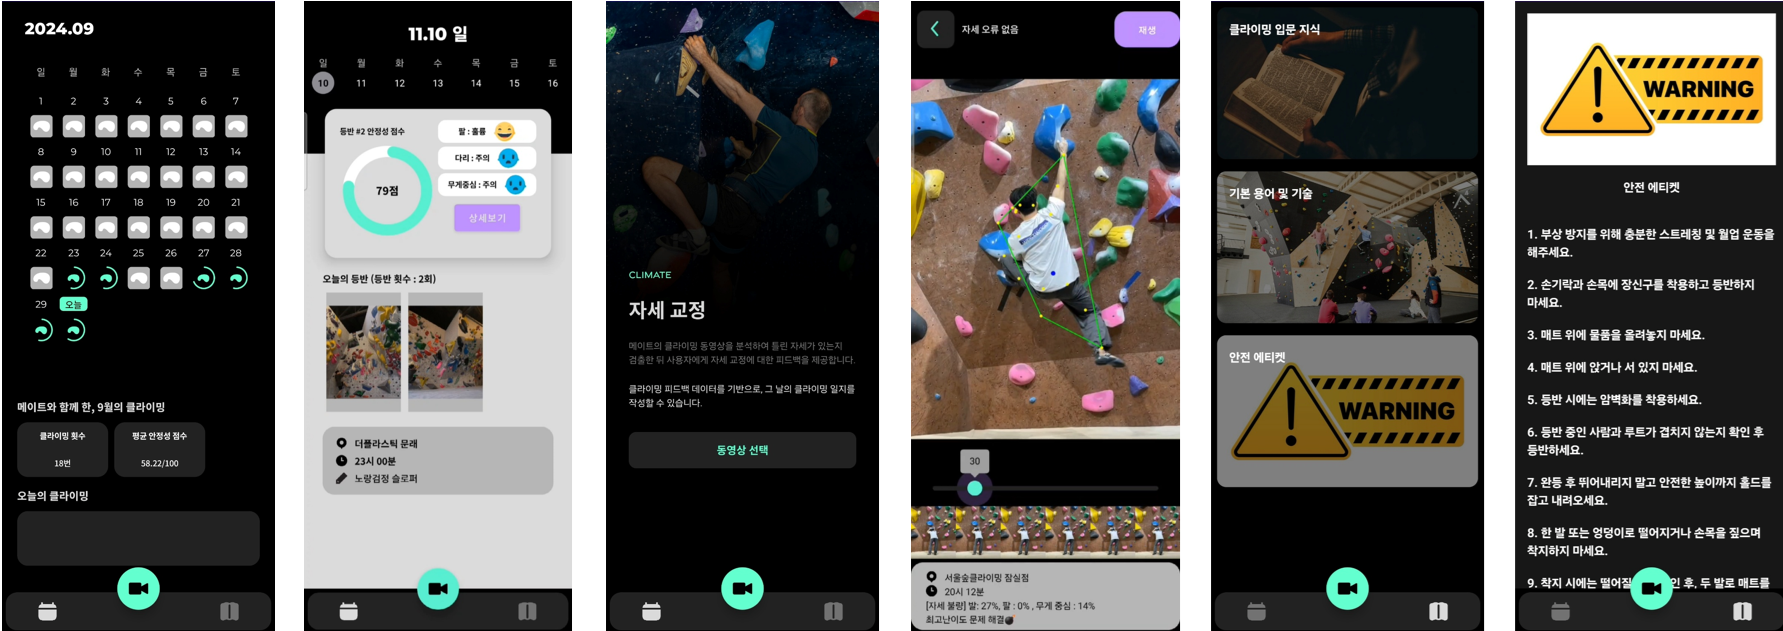 2024.09
일 월 화 수 목 금 토
1 2 3 4 5 6 7
8 9 10 11 12 13 14
15 16 17 18 19 20 21
22 23 24 25 26 27 28
29 오늘
메이트와 함께 한, 9월의 클라이밍
클라이밍 횟수
18번
평균 안정성 점수
58.22/100
오늘의 클라이밍
11.10 일
일 월 화 수 목 금 토
10 11 12 13 14 15 16
등반 #2 안정성 점수
79점
팔 : 훌륭
다리 : 주의
무게중심 : 주의
상세보기
오늘의 등반 (등반 횟수 : 2회)
더플라스틱 문래
23시 00분
노랑검정 슬로퍼
CLIMATE
자세 교정
메이트의 클라이밍 동영상을 분석하여 틀린 자세가 있는지
검출한 뒤 사용자에게 자세 교정에 대한 피드백을 제공합니다.
클라이밍 피드백 데이터를 기반으로, 그 날의 클라이밍 일지를
작성할 수 있습니다.
동영상 선택
자세 오류 없음
재생
30
서울숲클라이밍 잠실점
20시 12분
[자세 불량] 발: 27%, 팔 : 0% , 무게 중심 : 14%
최고난이도 문제 해결
클라이밍 입문 지식
기본 용어 및 기술
안전 에티켓
WARNING
WARNING
안전 에티켓
1. 부상 방지를 위해 충분한 스트레칭 및 웜업 운동을
해주세요.
2. 손가락과 손목에 장신구를 착용하고 등반하지
마세요.
3. 매트 위에 물품을 올려놓지 마세요.
4. 매트 위에 앉거나 서 있지 마세요.
5. 등반 시에는 암벽화를 착용하세요.
6. 등반 중인 사람과 루트가 겹치지 않는지 확인 후
등반하세요.
7. 완등 후 뛰어내리지 말고 안전한 높이까지 홀드를
잡고 내려오세요.
8. 한 발 또는 엉덩이로 떨어지거나 손목을 짚으며
착지하지 마세요.
9. 착지 시에는 떨어질 인 후, 두 발로 매트를